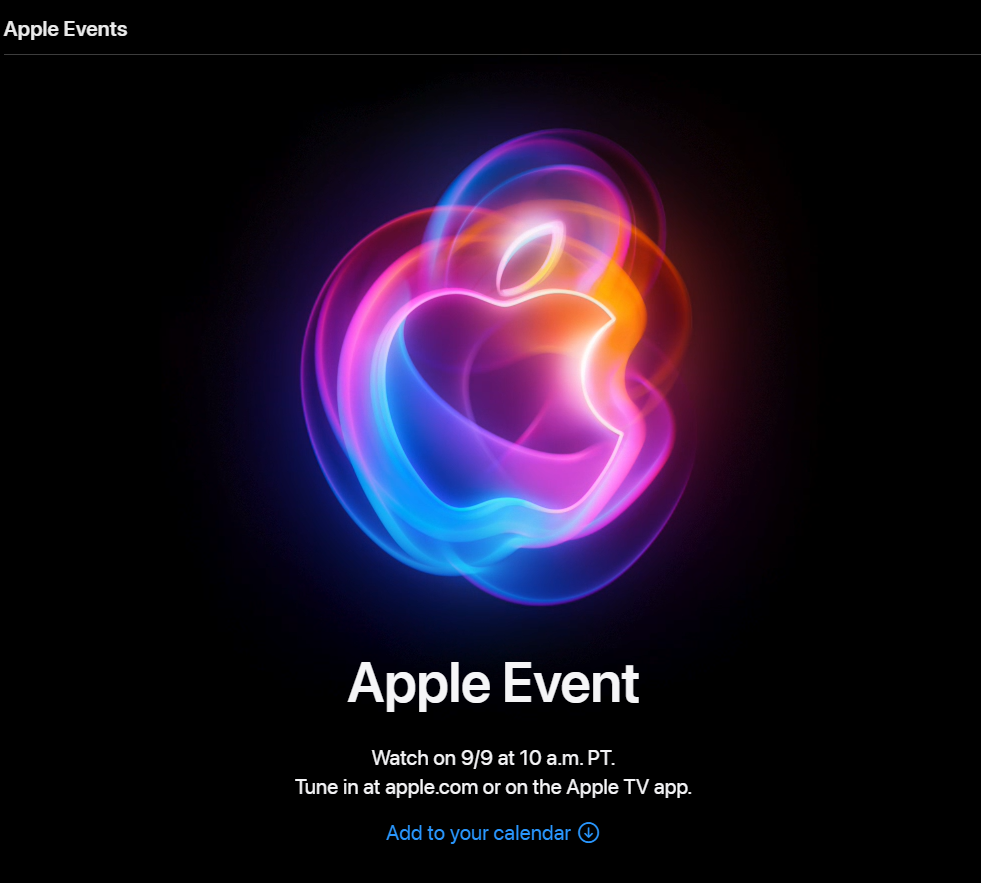 Apple Events
Apple Event
Watch on 9/9 at 10 a.m. PT.
Tune in at apple.com or on the Apple TV app.
Add to your calendar